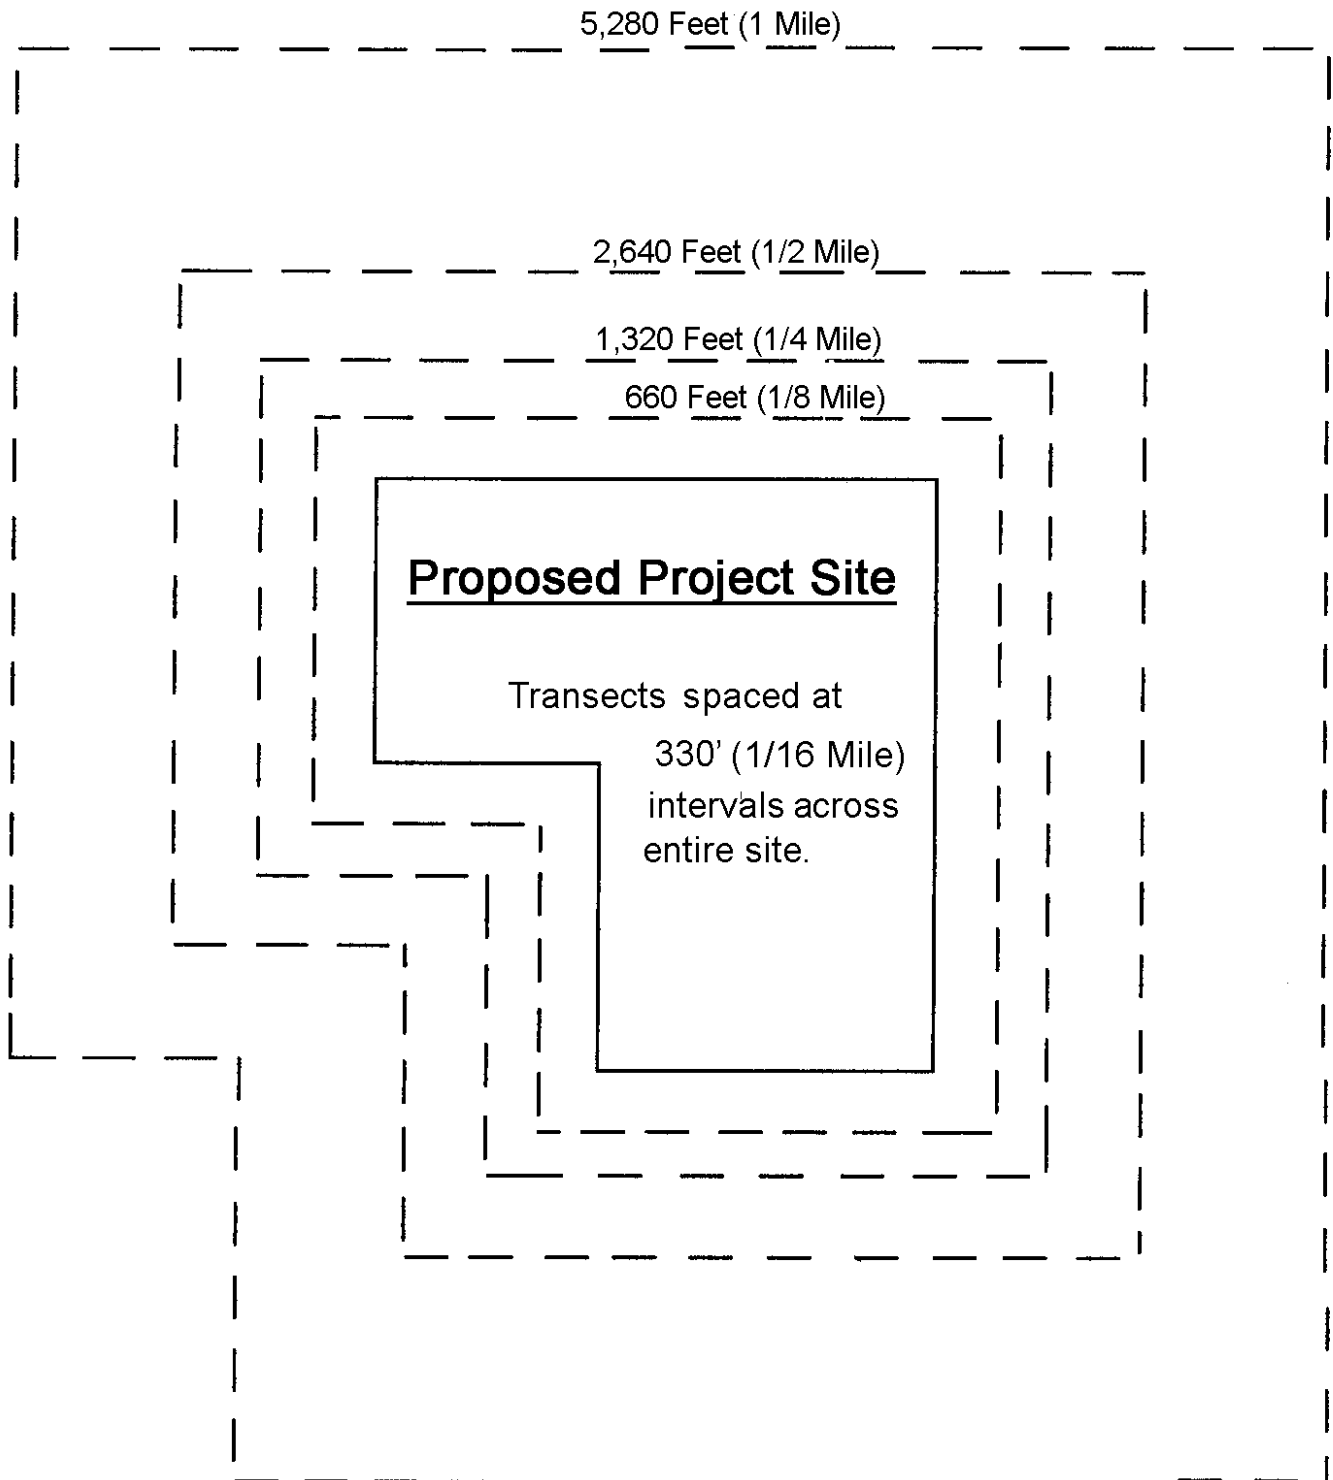 5,280 Feet (1 Mile)
2,640 Feet (1/2 Mile)
1,320 Feet (1/4 Mile)
660 Feet (1/8 Mile)
Proposed Project Site
Transects spaced at
330' (1/16 Mile)
intervals across
entire site.